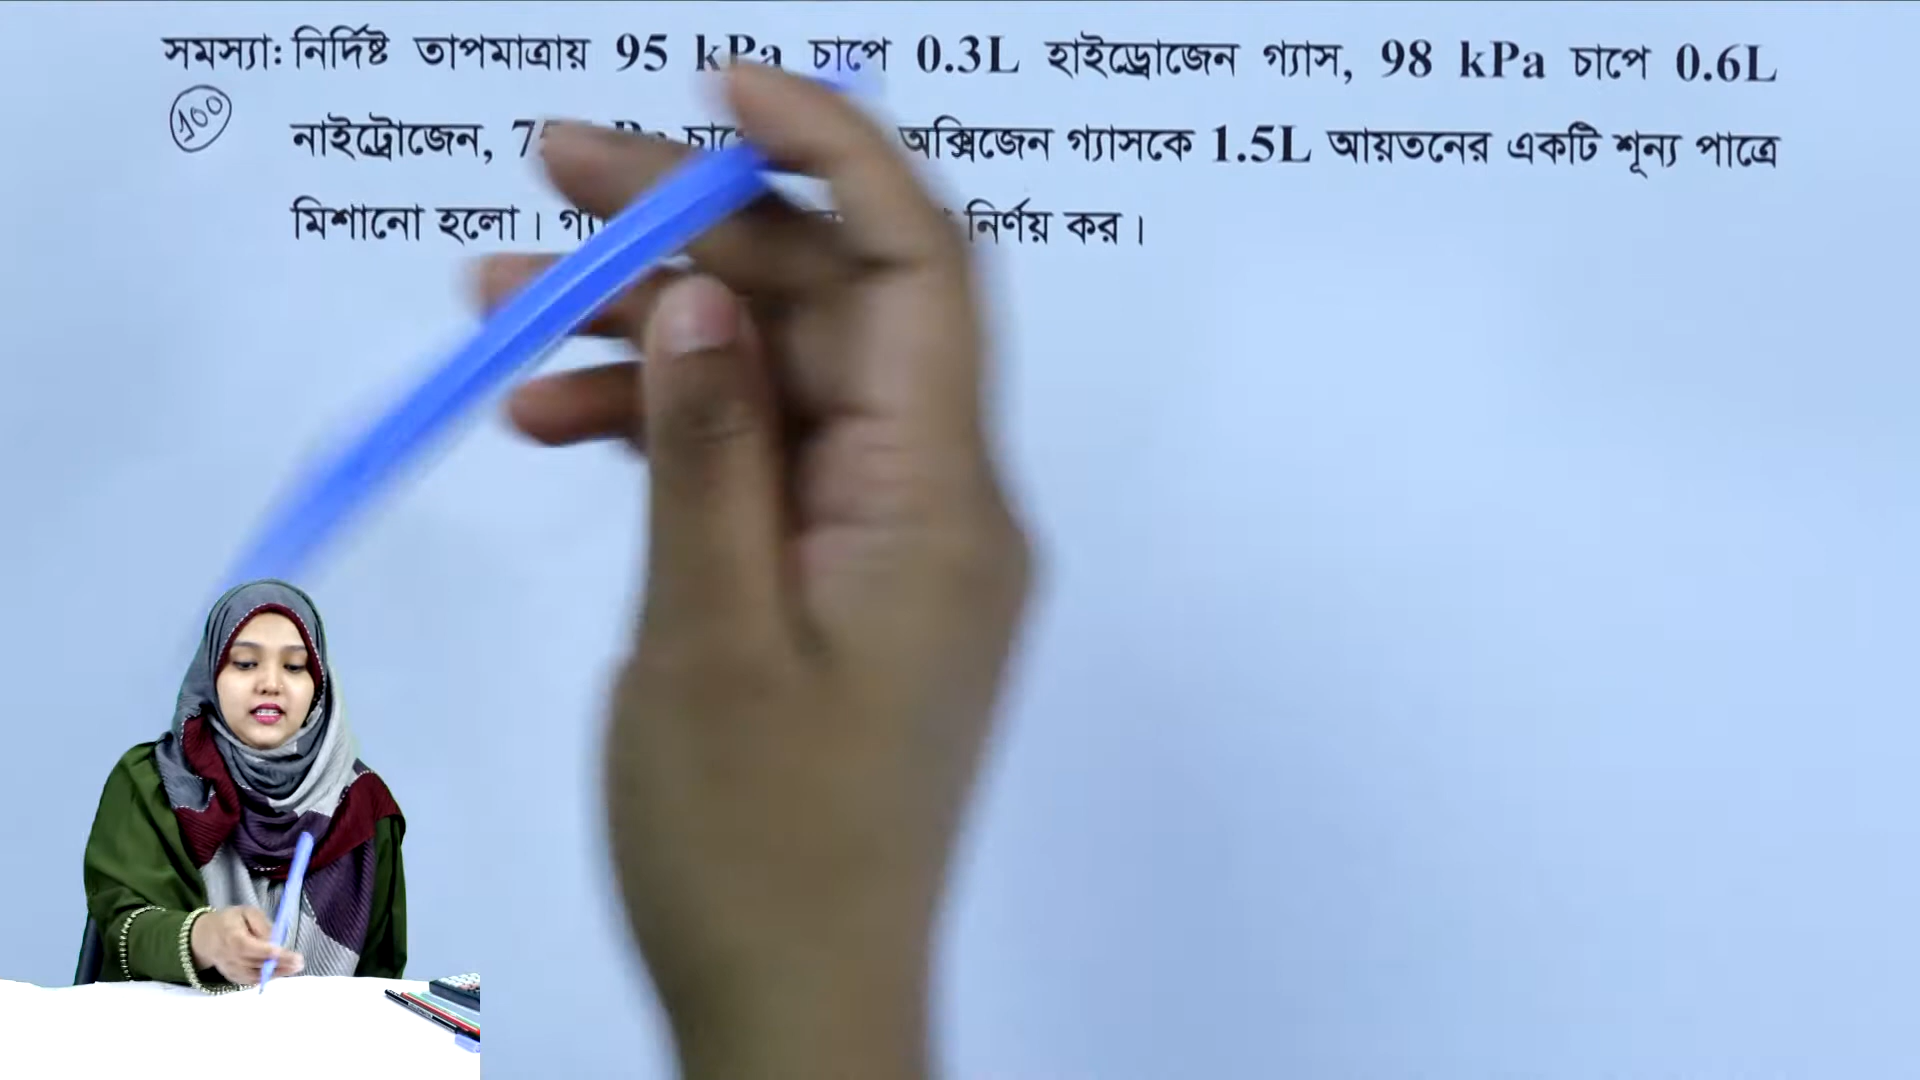 সমস্যা: নির্দিষ্ট তাপমাত্রায় 95 kPa চাপে 0.3L হাইড্রোজেন গ্যাস, 98 kPa চাপে 0.6L
100
নাইট্রোজেন, অক্সিজেন গ্যাসকে 1.5L আয়তনের একটি শূন্য পাত্রে
মিশানো হলো। নির্ণয় কর।